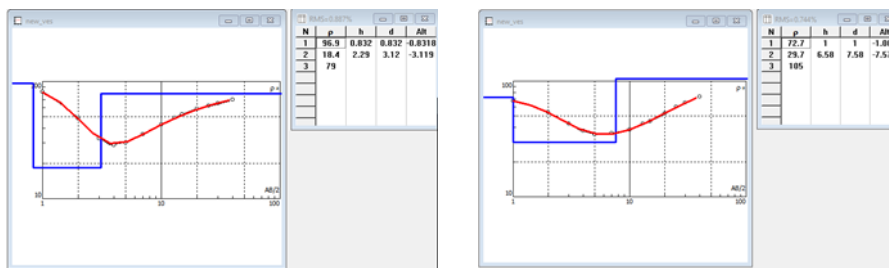 new_ves
RMS=0.887%
N ρ h d Alt
1 96.9 0.832 0.832 -0.8318
2 18.4 2.29 3.12 -3.119
3 79
100
ρ
10
AB/2
1 10 100
new_ves
RMS=0.744%
N ρ h d Alt
1 72.7 1 1
2 29.7 6.58 7.58
3 105
100
ρ
10
AB/2
1 10 100